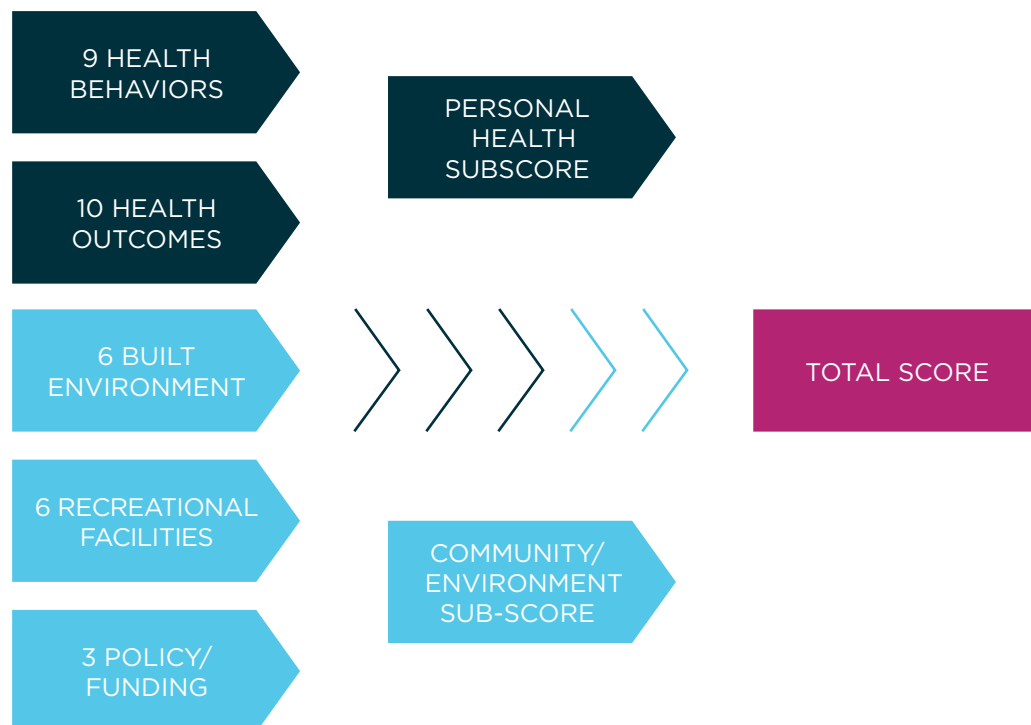 9 HEALTH
BEHAVIORS
10 HEALTH
OUTCOMES
6 BUILT
ENVIRONMENT
6 RECREATIONAL
FACILITIES
3 POLICY/
FUNDING
PERSONAL
HEALTH
SUBSCORE
COMMUNITY/
ENVIRONMENT
SUB-SCORE
TOTAL SCORE